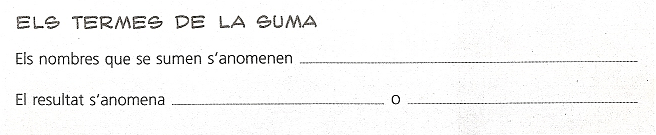 ELS TERMES DE LA SUMA
Els nombres que se sumen s'anomenen
El resultat s'anomena o